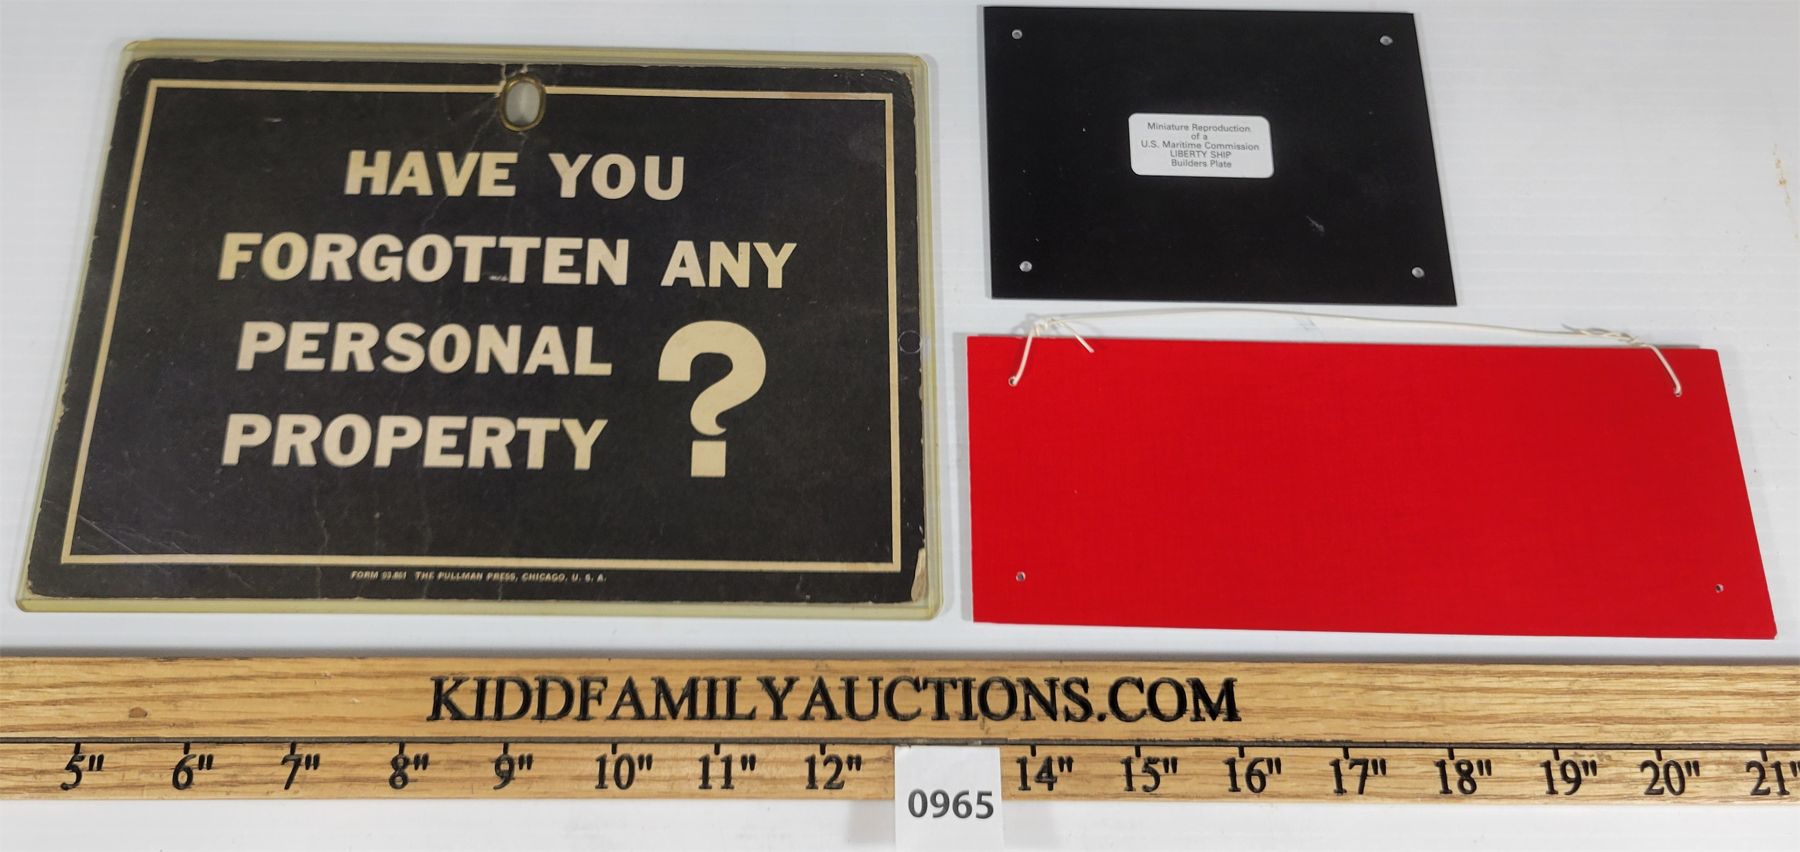 HAVE YOU
FORGOTTEN ANY
PERSONAL
PROPERTY ?
FORM 93.861 THE PULLMAN PRESS, CHICAGO, U. S. A.
Miniature Reproduction
of a
U.S. Maritime Commission
LIBERTY SHIP
Builders Plate
KIDDFAMILYAUCTIONS.COM
5" 6" 7" 8" 9" 10" 11" 12" 14" 15" 16" 17" 18" 19" 20" 21"
0965